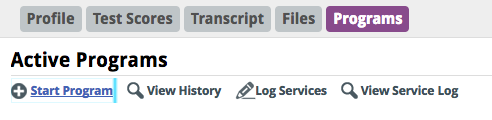 Profile Test Scores Transcript Files Programs
Active Programs
Start Program View History Log Services View Service Log